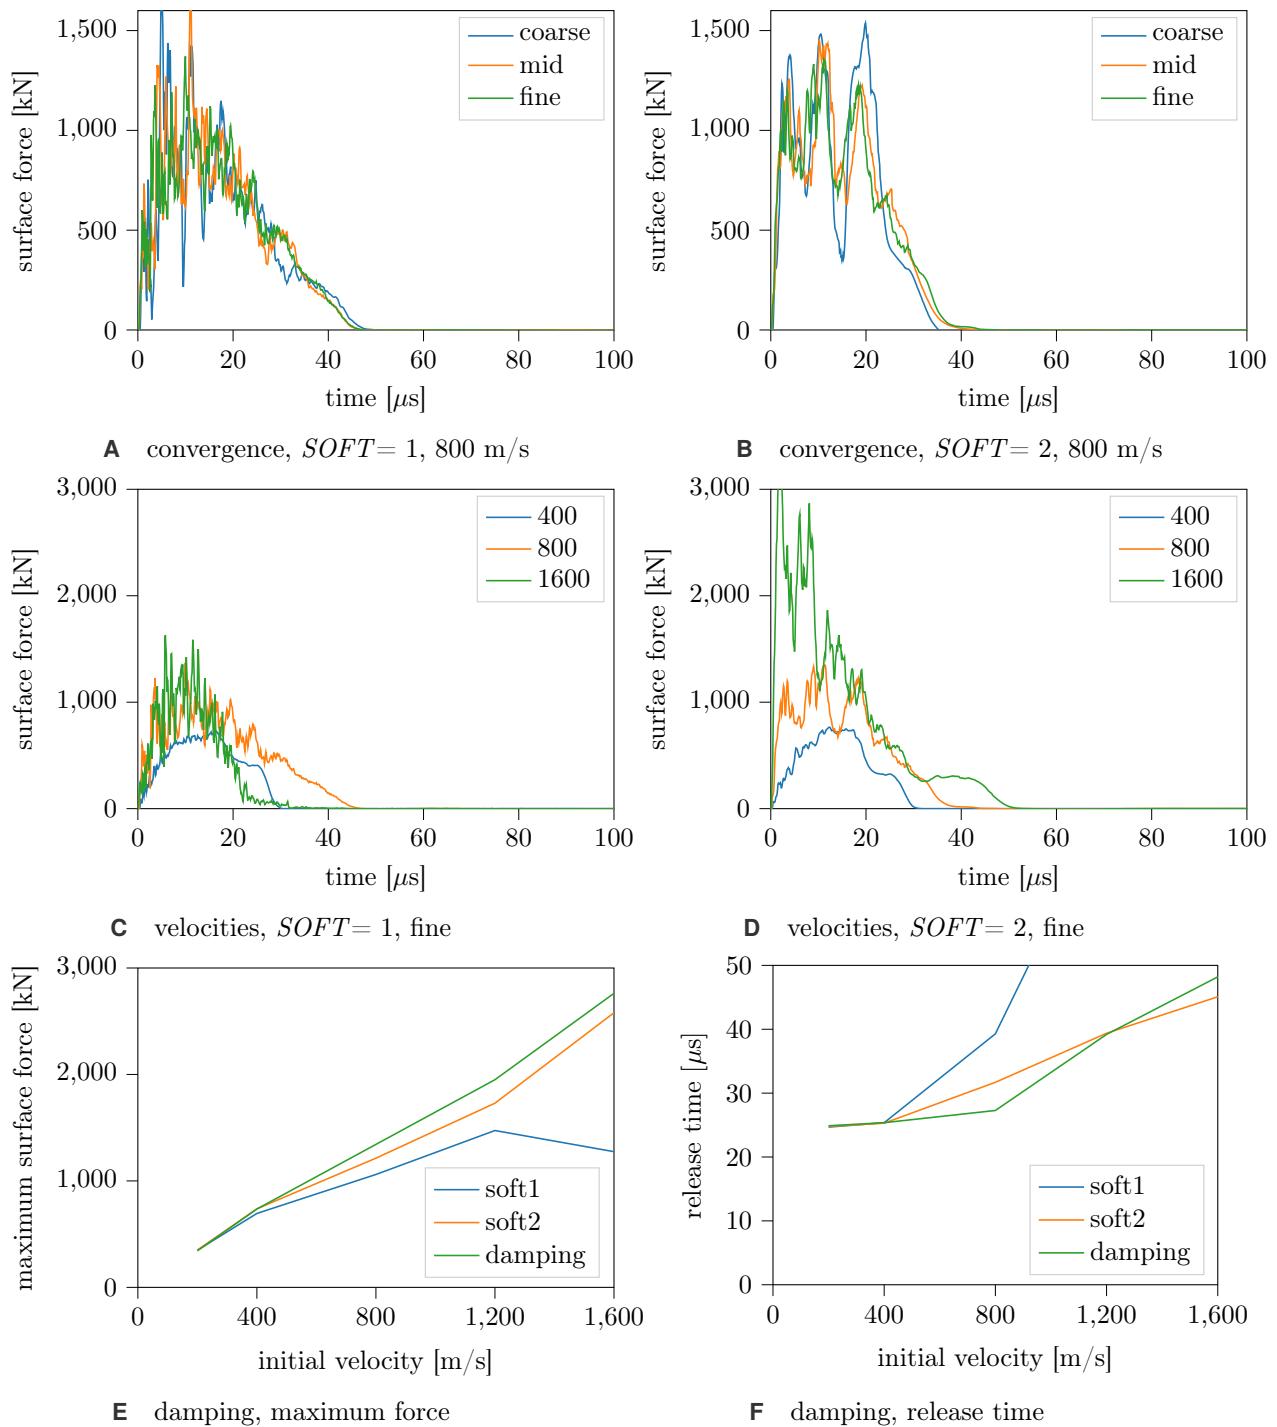 surface force [kN]
1,500
1,000
500
0
0 20 40 60 80 100
time [μs]
coarse
mid
fine
A convergence, SOFT = 1, 800 m/s
surface force [kN]
1,500
1,000
500
0
0 20 40 60 80 100
time [μs]
coarse
mid
fine
B convergence, SOFT = 2, 800 m/s
surface force [kN]
3,000
2,000
1,000
0
0 20 40 60 80 100
time [μs]
400
800
1600
C velocities, SOFT = 1, fine
surface force [kN]
3,000
2,000
1,000
0
0 20 40 60 80 100
time [μs]
400
800
1600
D velocities, SOFT = 2, fine
maximum surface force [kN]
3,000
2,000
1,000
0
0 400 800 1,200 1,600
initial velocity [m/s]
soft1
soft2
damping
E damping, maximum force
release time [μs]
50
40
30
20
10
0
0 400 800 1,200 1,600
initial velocity [m/s]
soft1
soft2
damping
F damping, release time